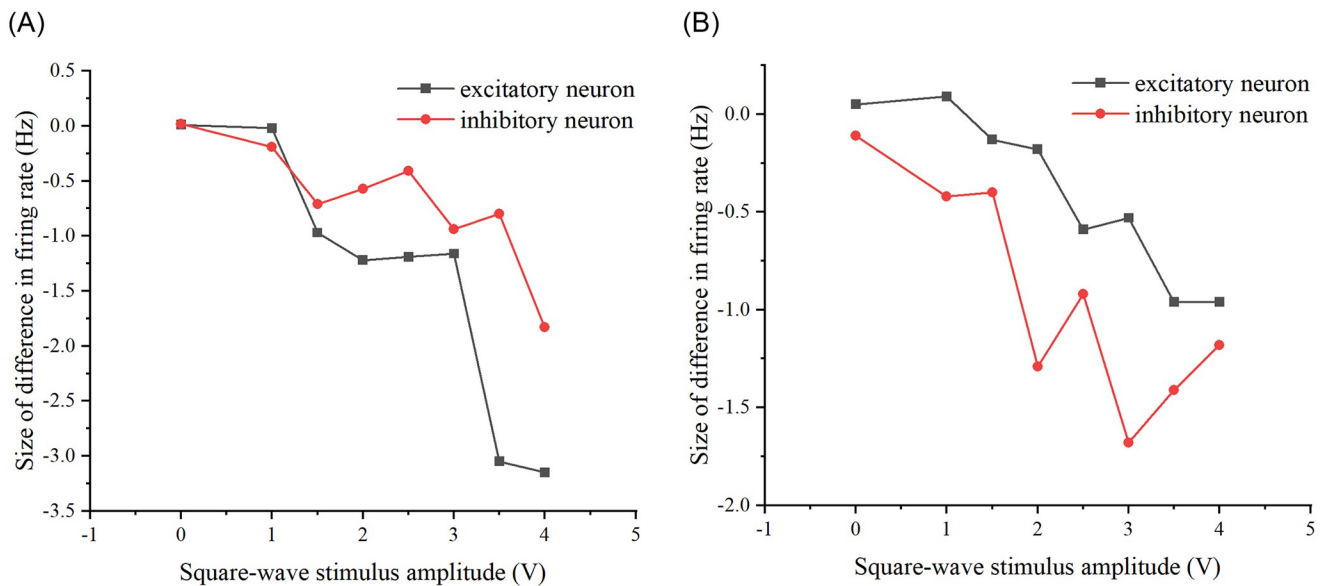 (A)
Size of difference in firing rate (Hz)
0.5
0.0
-0.5
-1.0
-1.5
-2.0
-2.5
-3.0
-3.5
excitatory neuron
inhibitory neuron
-1 0 1 2 3 4 5
Square-wave stimulus amplitude (V)
(B)
Size of difference in firing rate (Hz)
0.0
-0.5
-1.0
-1.5
-2.0
excitatory neuron
inhibitory neuron
-1 0 1 2 3 4 5
Square-wave stimulus amplitude (V)